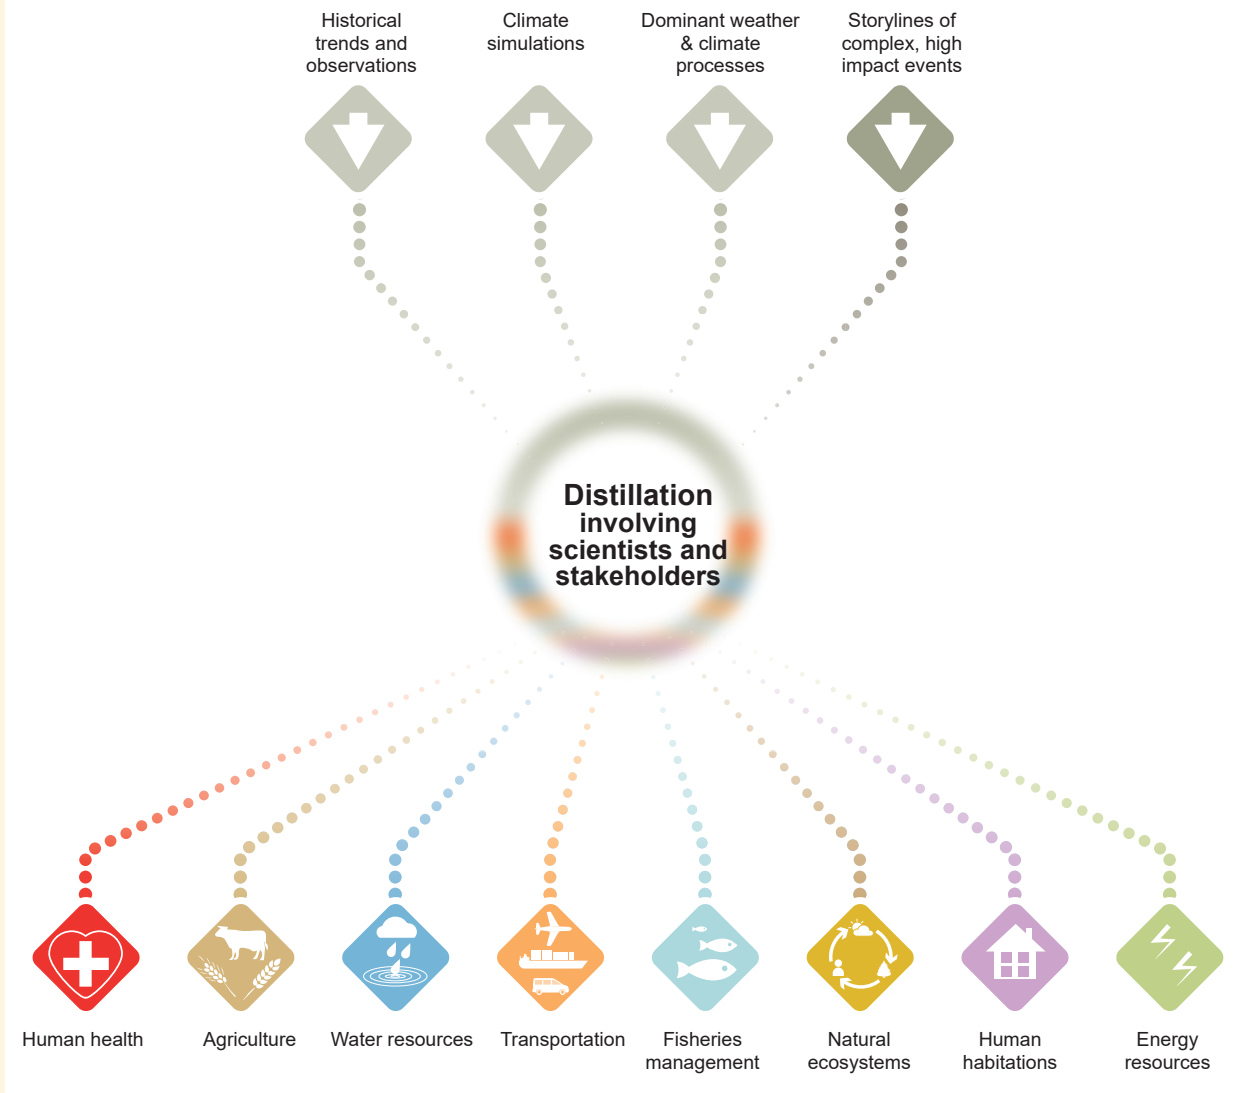 Historical
trends and
observations
Climate
simulations
Dominant weather
& climate
processes
Storylines of
complex, high
impact events
Distillation
involving
scientists and
stakeholders
Human health
Agriculture
Water resources
Transportation
Fisheries
management
Natural
ecosystems
Human
habitations
Energy
resources